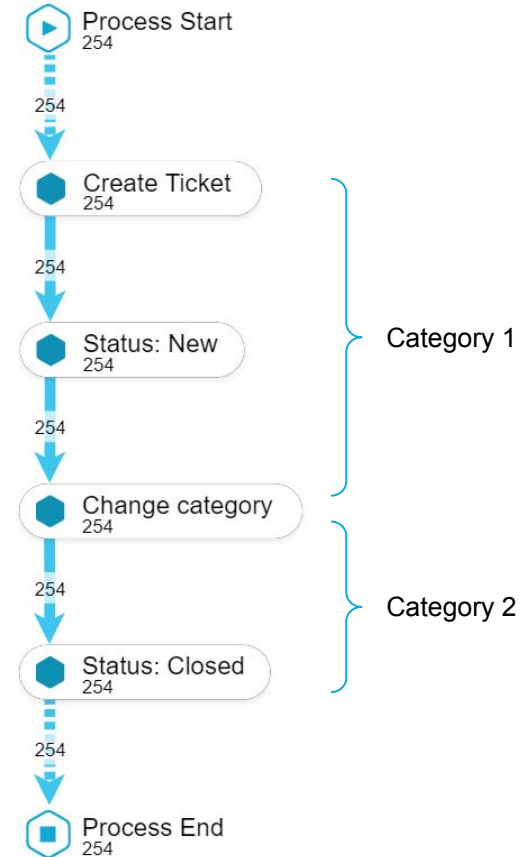 Process Start
254
254
Create Ticket
254
254
Status: New
254
Category 1
254
Change category
254
254
Category 2
Status: Closed
254
254
Process End
254